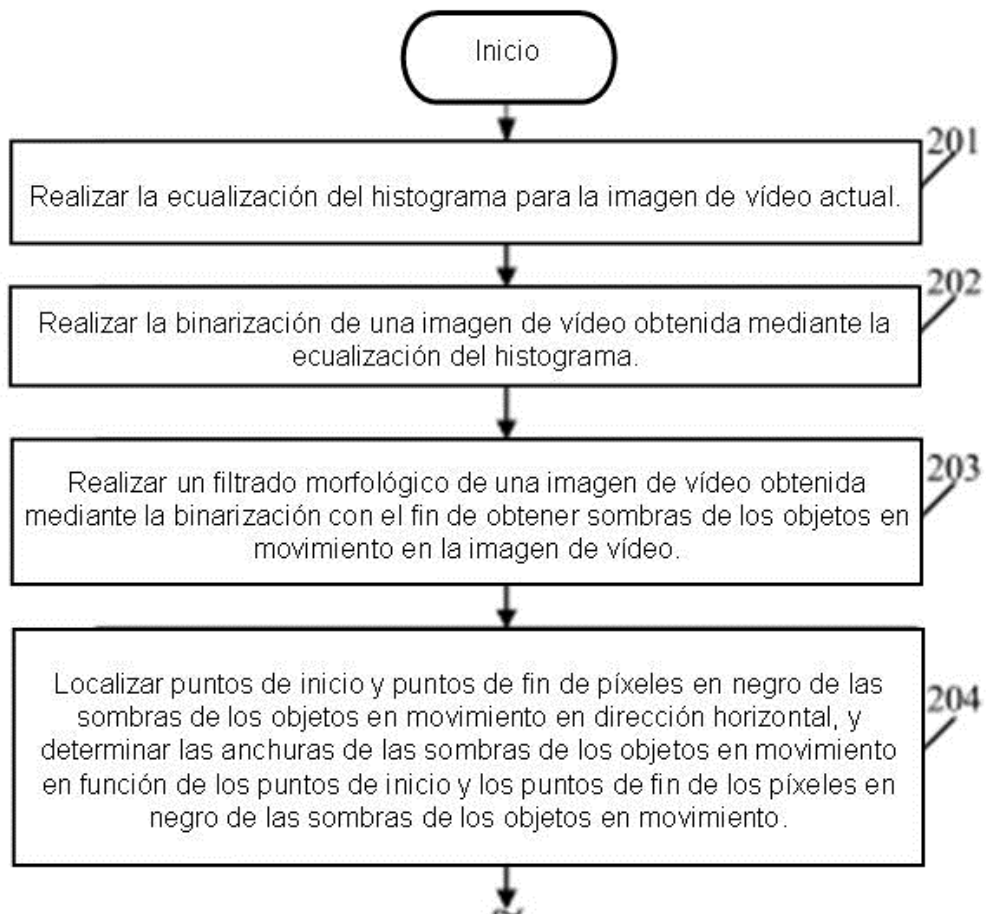 Inicio
201
Realizar la ecualización del histograma para la imagen de vídeo actual.
202
Realizar la binarización de una imagen de vídeo obtenida mediante la
ecualización del histograma.
203
Realizar un filtrado morfológico de una imagen de vídeo obtenida
mediante la binarización con el fin de obtener sombras de los objetos en
movimiento en la imagen de vídeo.
204
Localizar puntos de inicio y puntos de fin de píxeles en negro de las
sombras de los objetos en movimiento en dirección horizontal, y
determinar las anchuras de las sombras de los objetos en movimiento
en función de los puntos de inicio y los puntos de fin de los píxeles en
negro de las sombras de los objetos en movimiento.